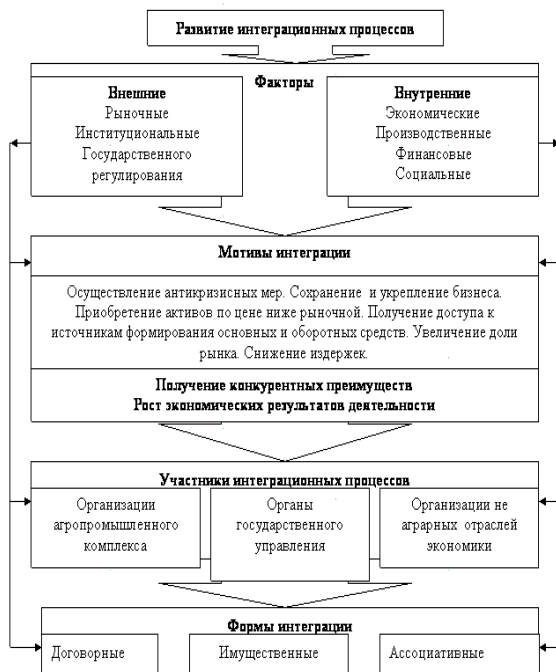 Развитие интеграционных процессов
Факторы
Внешние
Рыночные
Институциональные
Государственного
регулирования
Внутренние
Экономические
Производственные
Финансовые
Социальные
Мотивы интеграции
Осуществление антикризисных мер. Сохранение и укрепление бизнеса.
Приобретение активов по цене ниже рыночной. Получение доступа к
источникам формирования основных и оборотных средств. Увеличение доли
рынка. Снижение издержек.
Получение конкурентных преимуществ
Рост экономических результатов деятельности
Участники интеграционных процессов
Организации
агропромышленного
комплекса
Органы
государственного
управления
Организации не
аграрных отраслей
экономики
Формы интеграции
Договорные
Имущественные
Ассоциативные